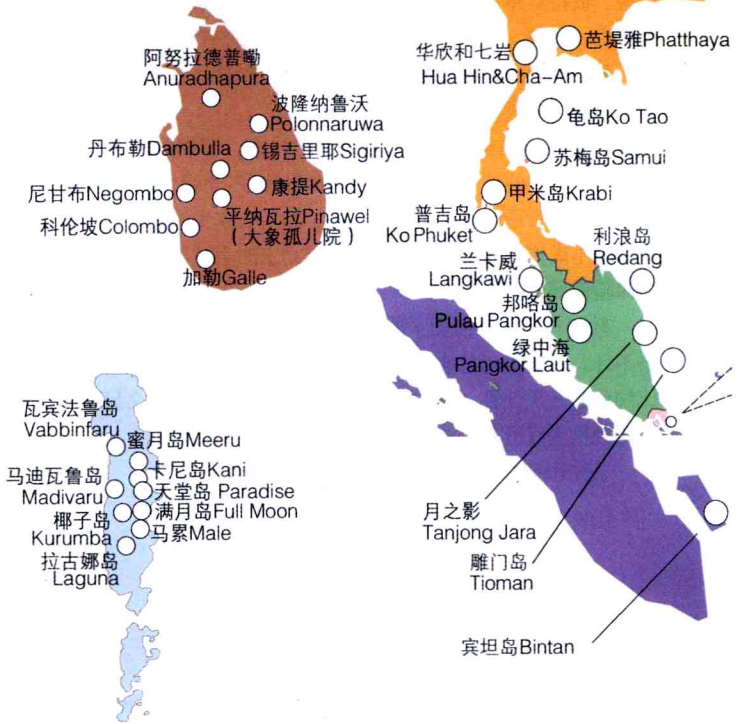 阿努拉德普嘞
Anuradhapura
波隆纳鲁沃
Polonnaruwa
丹布勒Dambulla
锡吉里耶Sigiriya
尼甘布Negombo
康提Kandy
科伦坡Colombo
平纳瓦拉Pinawel
（大象孤儿院）
加勒Galle
华欣和七岩
Hua Hin&Cha-Am
芭堤雅Phatthaya
龟岛Ko Tao
苏梅岛Samui
甲米岛Krabi
普吉岛
Ko Phuket
兰卡威
Langkawi
利浪岛
Redang
邦咯岛
Pulau Pangkor
绿中海
Pangkor Laut
月之影
Tanjong Jara
雕门岛
Tioman
宾坦岛Bintan
瓦宾法鲁岛
Vabbinfaru
蜜月岛Meeru
卡尼岛Kani
马迪瓦鲁岛
Madivaru
天堂岛 Paradise
满月岛Full Moon
椰子岛
Kurumba
马累Male
拉古娜岛
Laguna